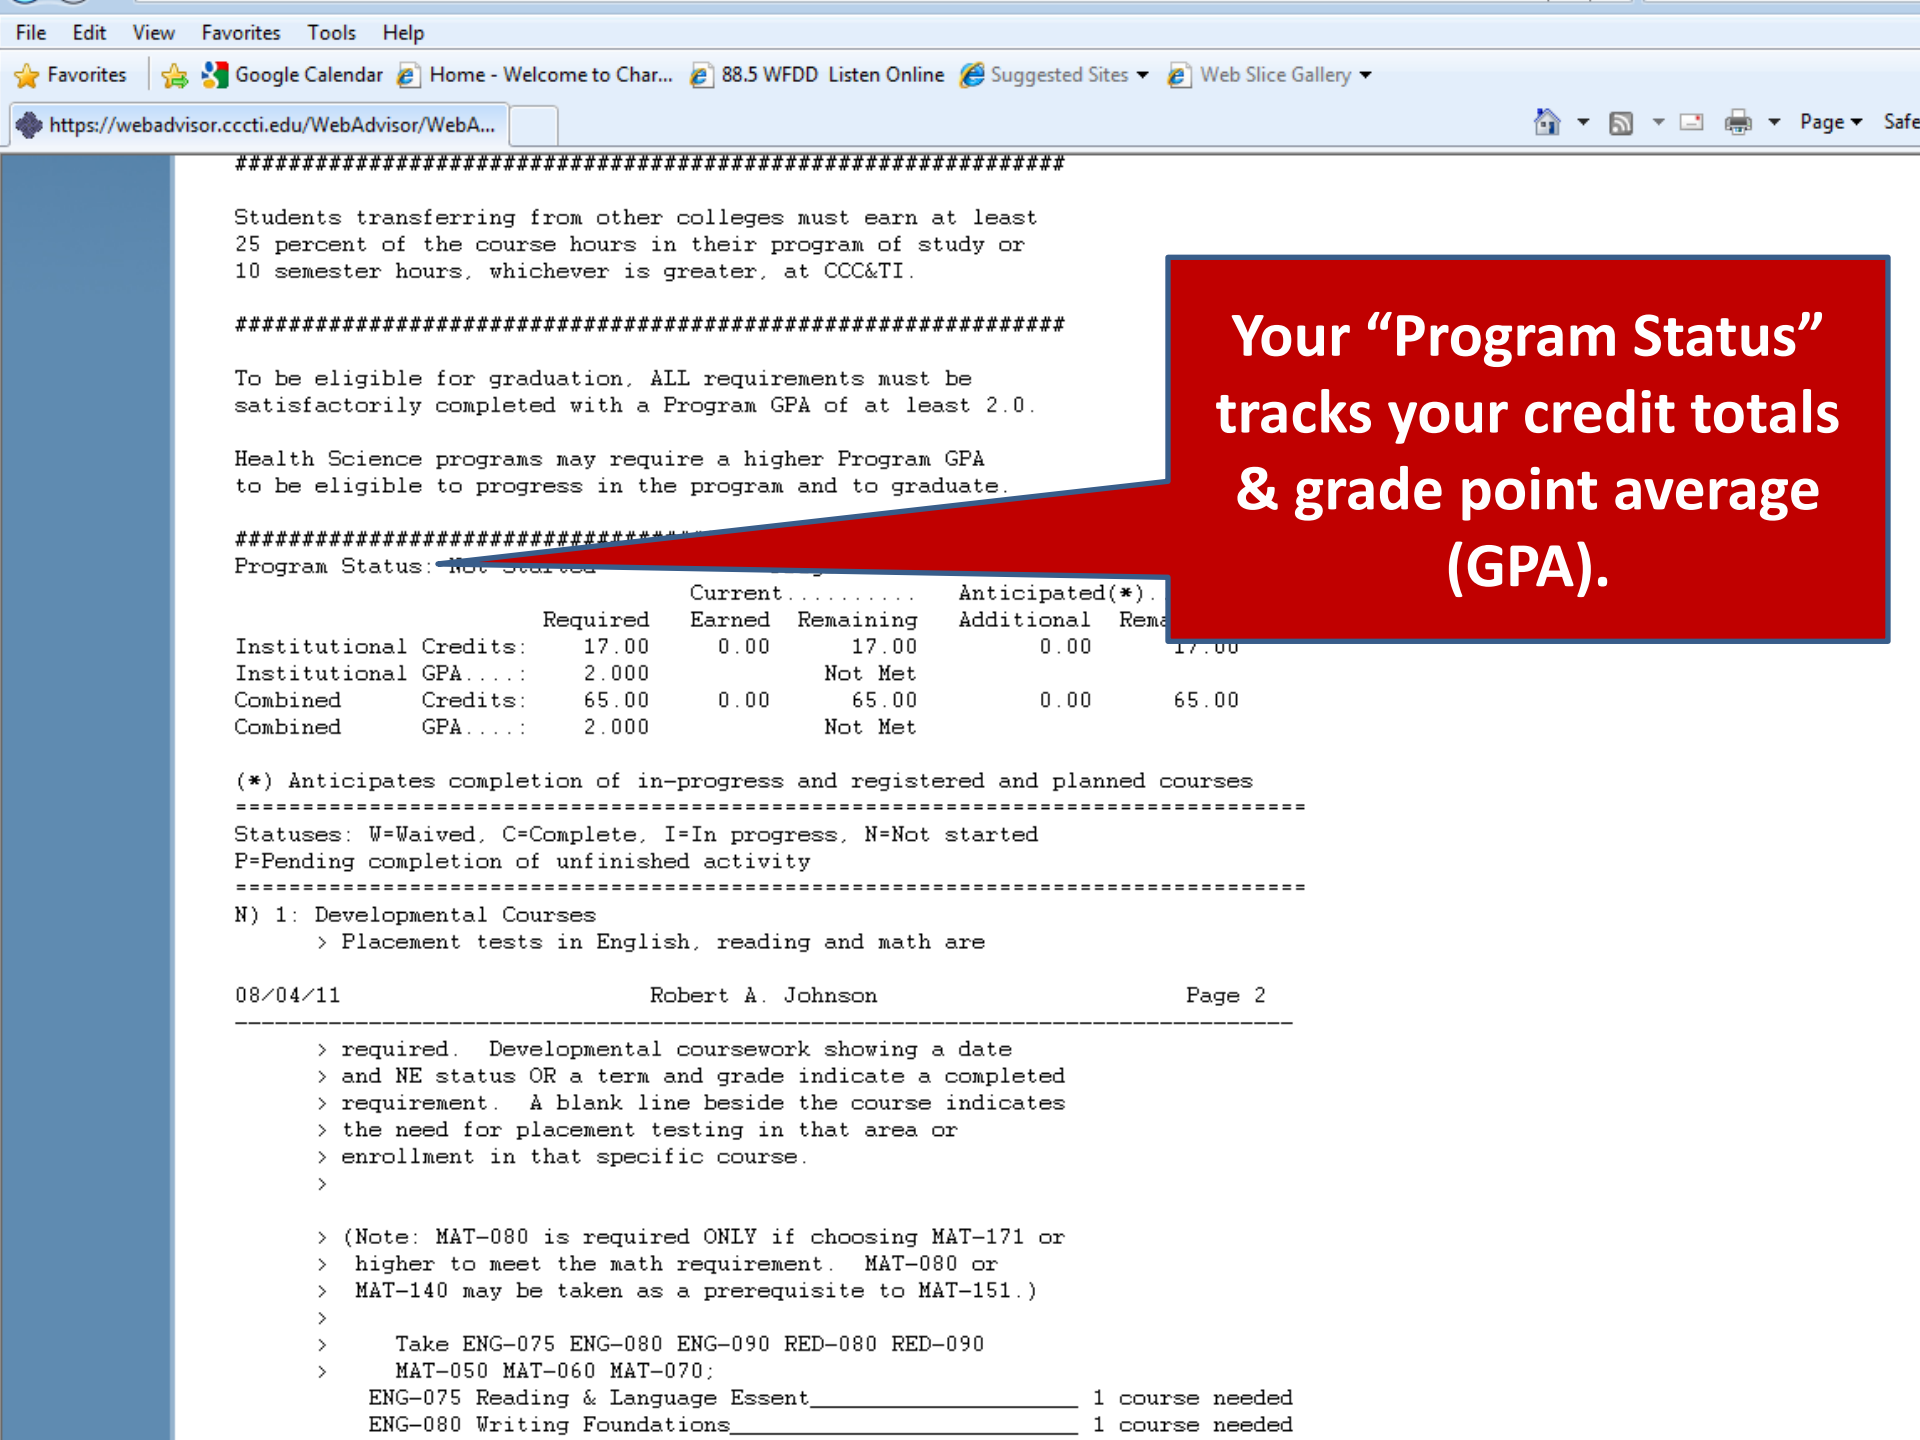 File Edit View Favorites Tools Help
Favorites Google Calendar Home - Welcome to Char... 88.5 WFDD Listen Online Suggested Sites Web Slice Gallery
https://webadvisor.cccti.edu/WebAdvisor/WebA... Page Safe
##############################################################
Students transferring from other colleges must earn at least
25 percent of the course hours in their program of study or
10 semester hours, whichever is greater, at CCC&TI.
##############################################################
To be eligible for graduation, ALL requirements must be
satisfactorily completed with a Program GPA of at least 2.0.
Health Science programs may require a higher Program GPA
to be eligible to progress in the program and to graduate.
Your “Program Status”
tracks your credit totals
& grade point average
(GPA).
##################################
Program Status: Not Started
Current.......... Anticipated(*).
Required Earned Remaining Additional
Institutional Credits: 17.00 0.00 17.00 0.00 17.00
Institutional GPA....: 2.000 Not Met
Combined Credits: 65.00 0.00 65.00 0.00 65.00
Combined GPA....: 2.000 Not Met
(*) Anticipates completion of in-progress and registered and planned courses
================================================================================
Statuses: W=Waived, C=Complete, I=In progress, N=Not started
P=Pending completion of unfinished activity
================================================================================
N) 1: Developmental Courses
> Placement tests in English, reading and math are
08/04/11 Robert A. Johnson Page 2
> required. Developmental coursework showing a date
> and NE status OR a term and grade indicate a completed
> requirement. A blank line beside the course indicates
> the need for placement testing in that area or
> enrollment in that specific course.
>
> (Note: MAT-080 is required ONLY if choosing MAT-171 or
> higher to meet the math requirement. MAT-080 or
> MAT-140 may be taken as a prerequisite to MAT-151.)
>
> Take ENG-075 ENG-080 ENG-090 RED-080 RED-090
> MAT-050 MAT-060 MAT-070;
ENG-075 Reading & Language Essent____________________ 1 course needed
ENG-080 Writing Foundations__________________________ 1 course needed